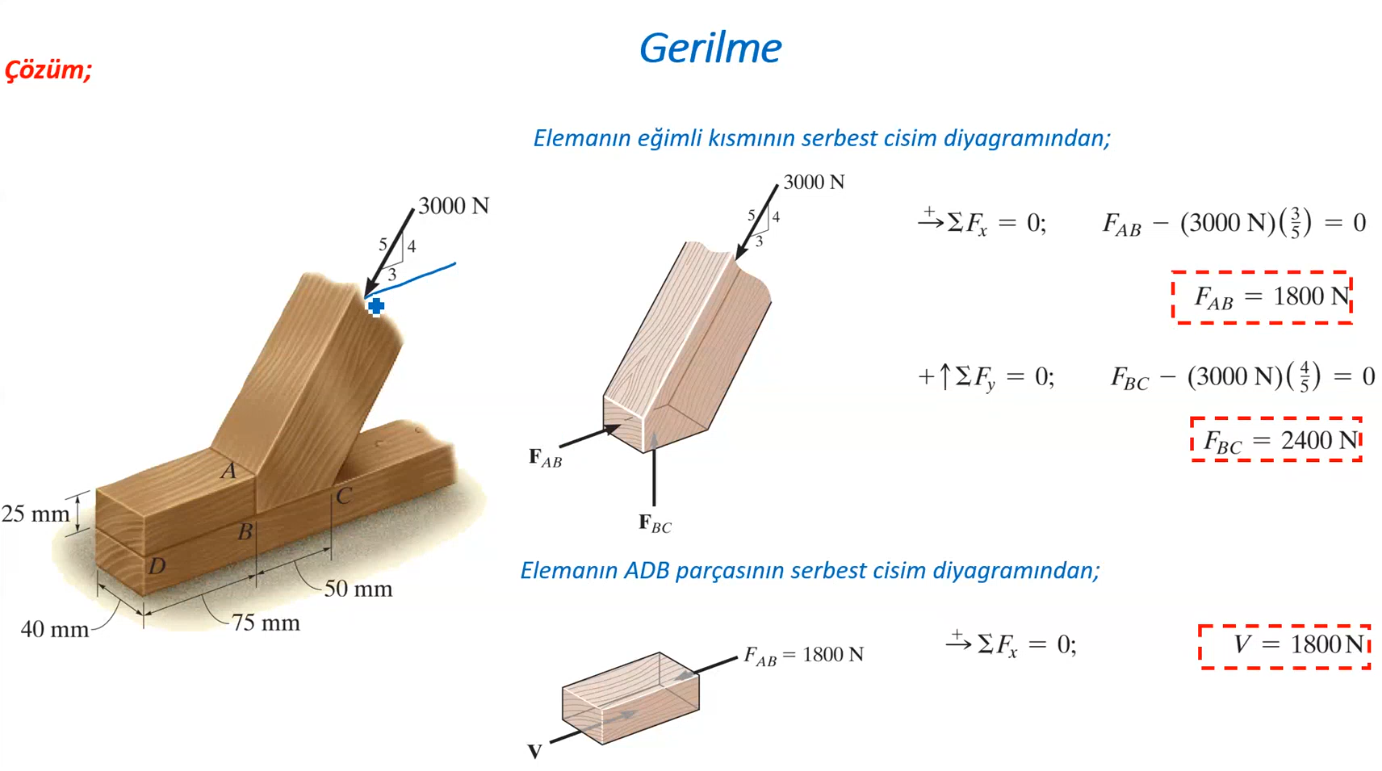 Gerilme
Çözüm;
Elemanın eğimli kısmının serbest cisim diyagramından;
3000 N
5
4
3
A
B
C
D
25 mm
40 mm
75 mm
50 mm
3000 N
5
4
3
F_AB
F_BC
+→ΣF_x = 0; F_AB − (3000 N)(3/5) = 0
F_AB = 1800 N
+↑ΣF_y = 0; F_BC − (3000 N)(4/5) = 0
F_BC = 2400 N
Elemanın ADB parçasının serbest cisim diyagramından;
F_AB = 1800 N
V
+→ΣF_x = 0; V = 1800 N